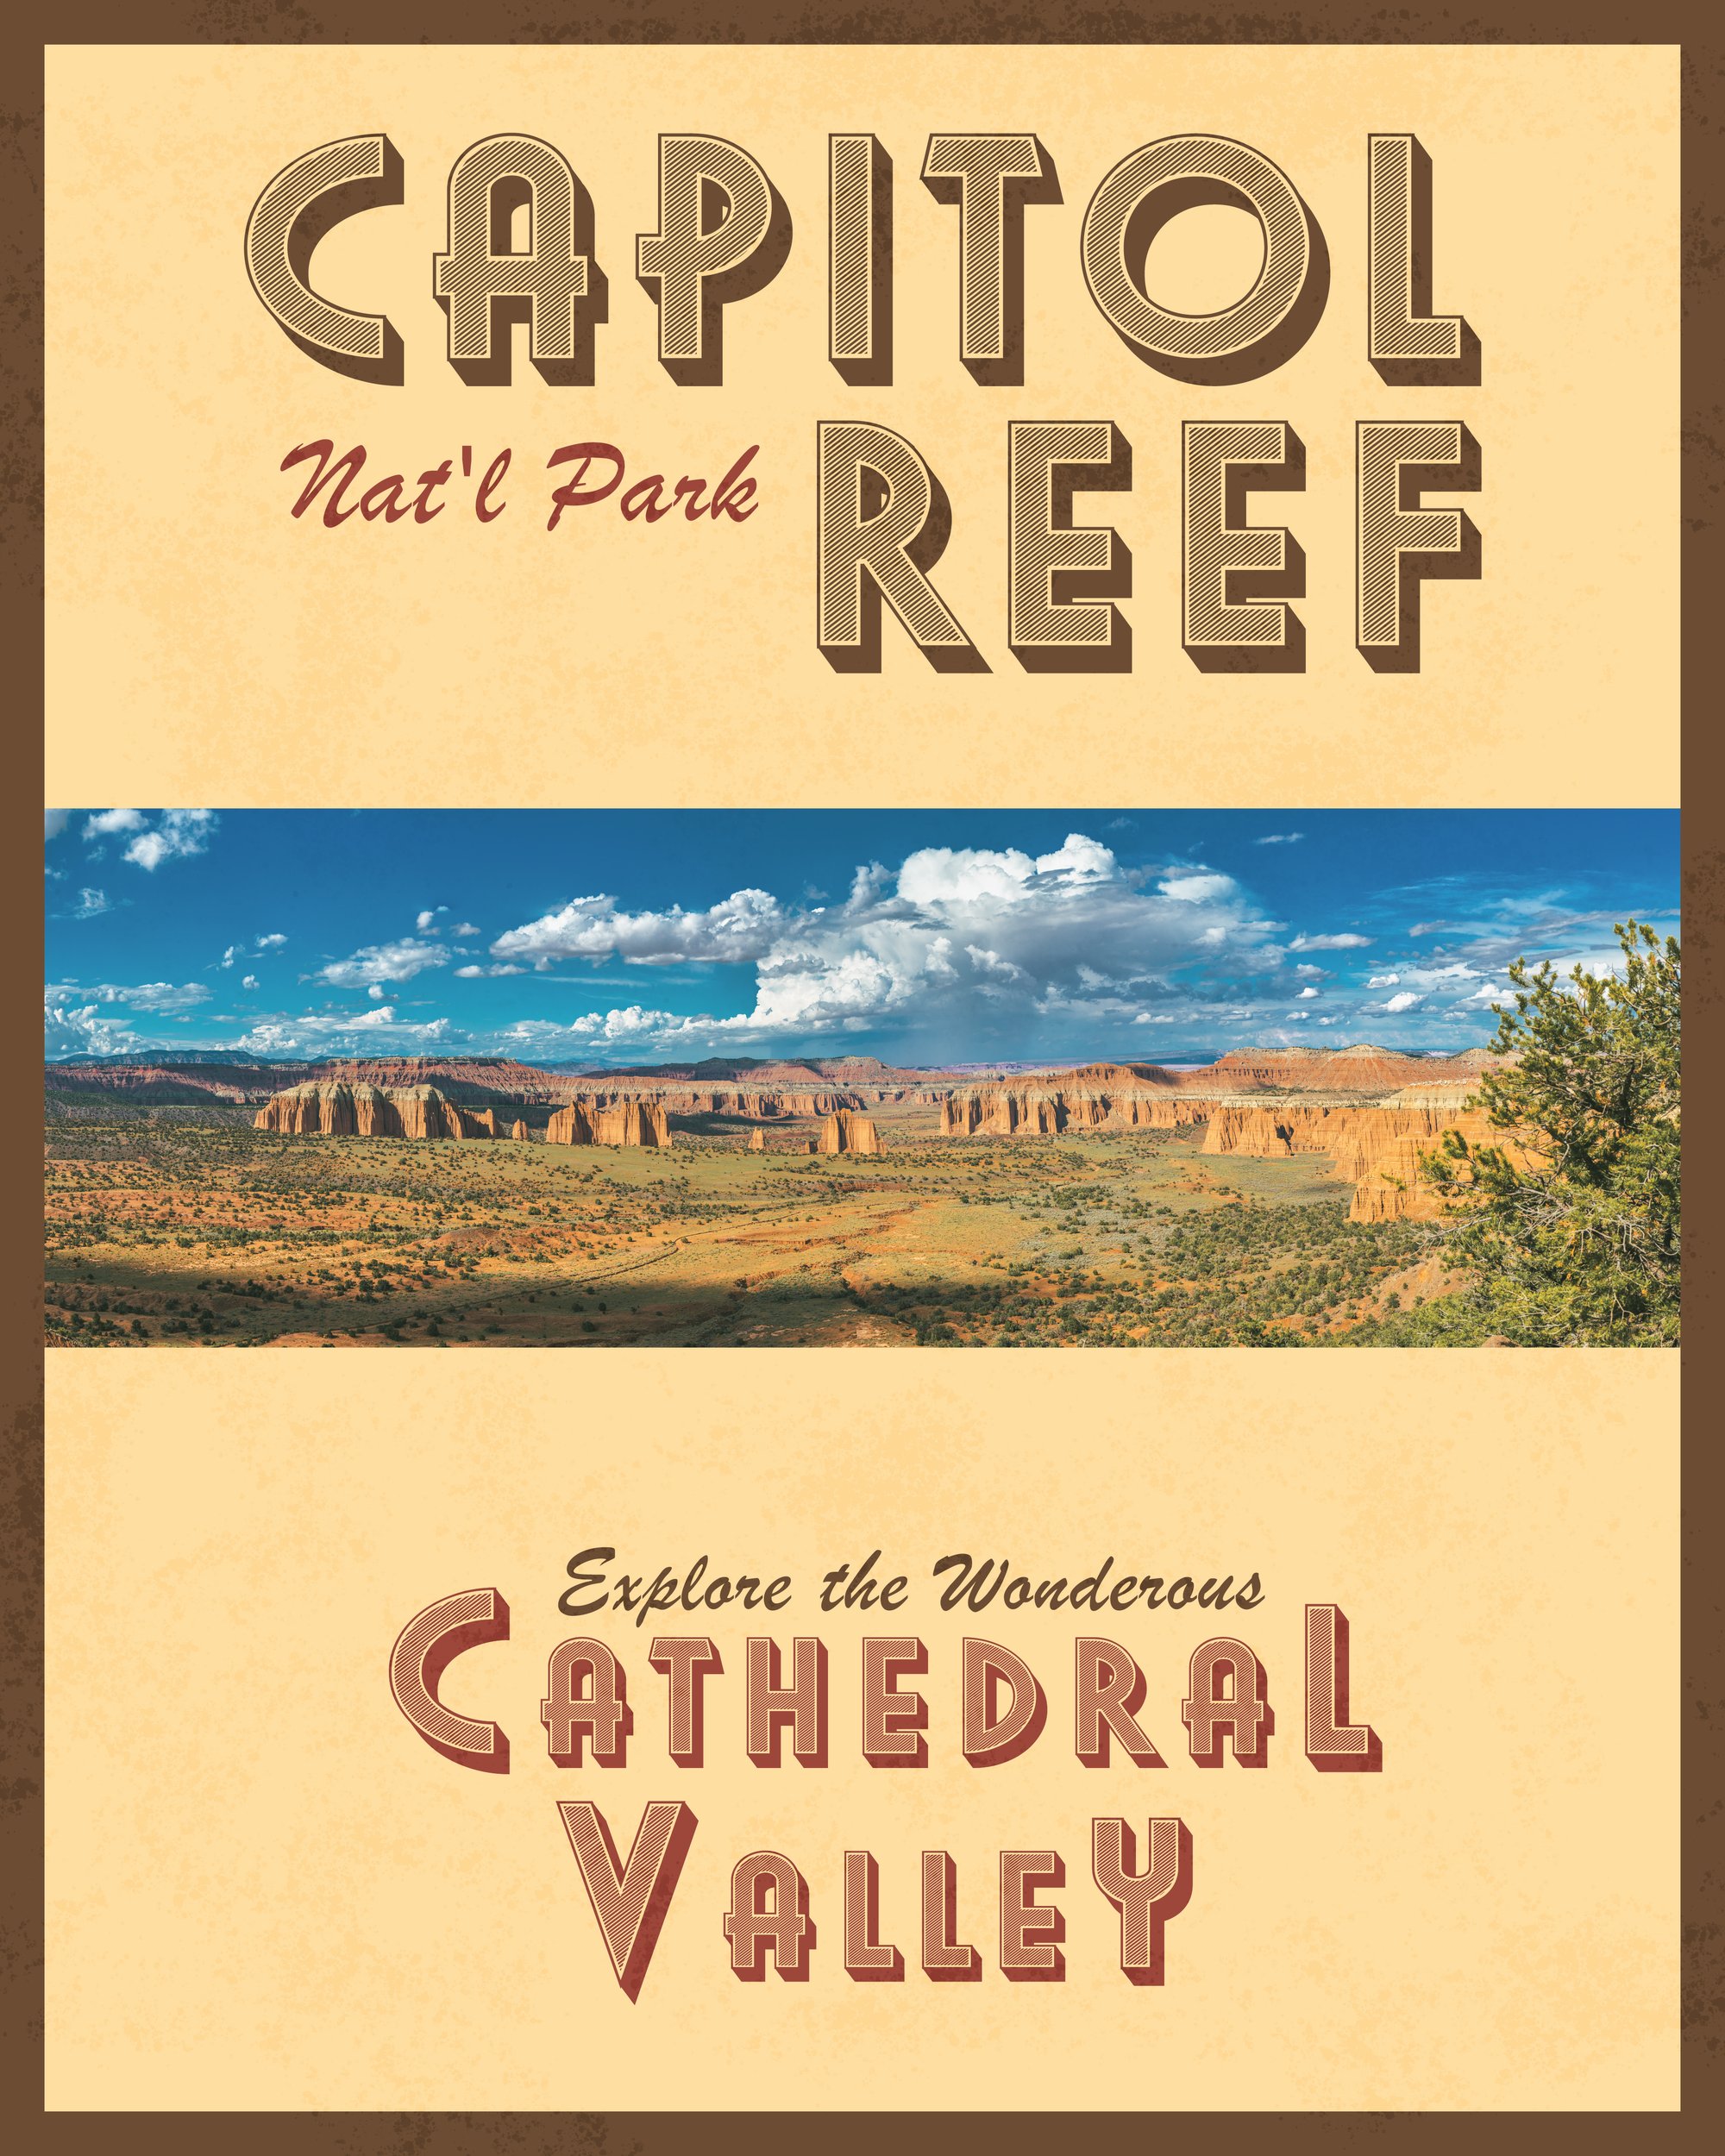 CAPITOL
Nat'l Park REEF
Explore the Wonderous
CATHEDRAL
VALLEY